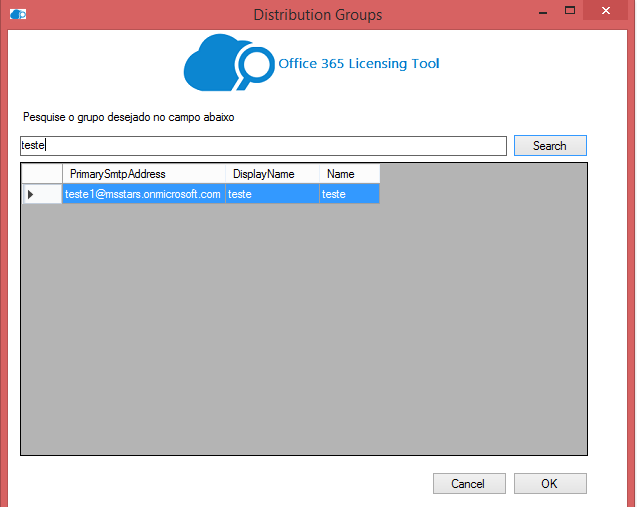 Distribution Groups
Office 365 Licensing Tool
Pesquise o grupo desejado no campo abaixo
teste
Search
PrimarySmtpAddress DisplayName Name
teste1@msstars.onmicrosoft.com teste teste
Cancel OK